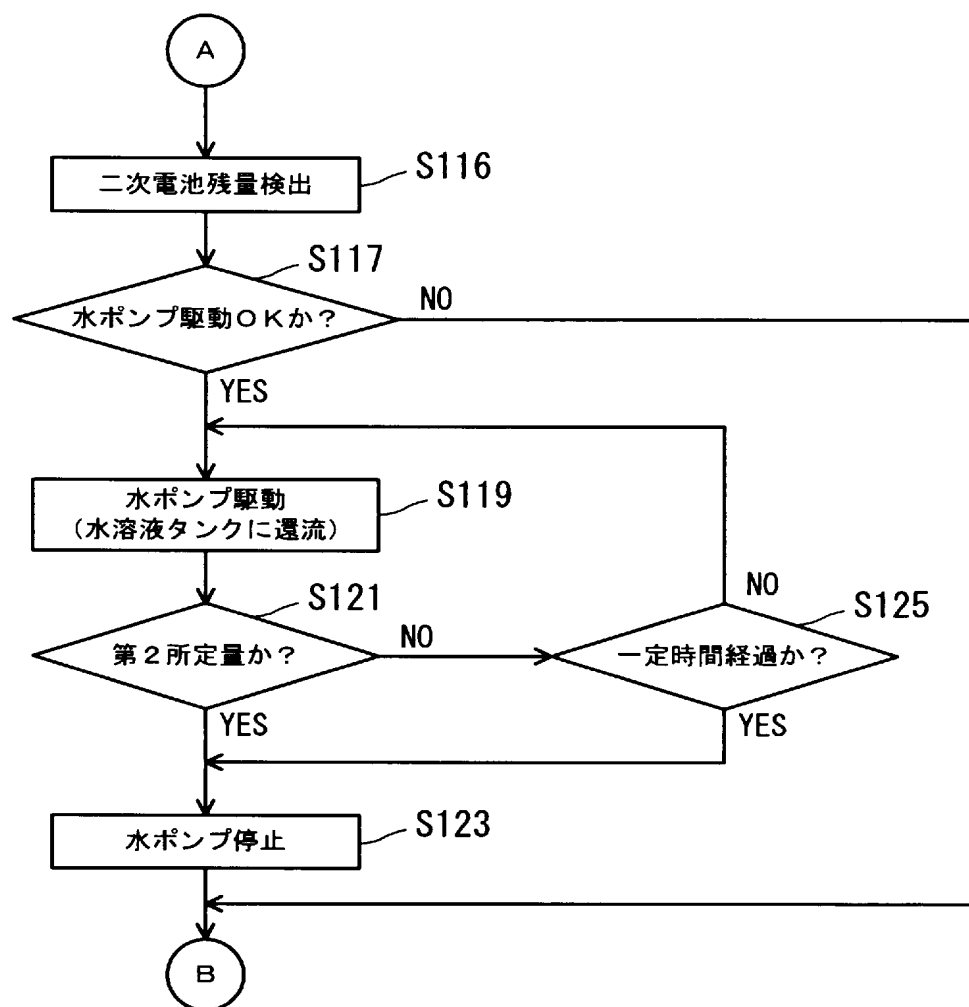 A
二次電池残量検出
S116
S117
水ポンプ駆動OKか?
NO
YES
水ポンプ駆動
(水溶液タンクに還流)
S119
S121
第2所定量か?
NO
YES
NO
S125
一定時間経過か?
YES
水ポンプ停止
S123
B